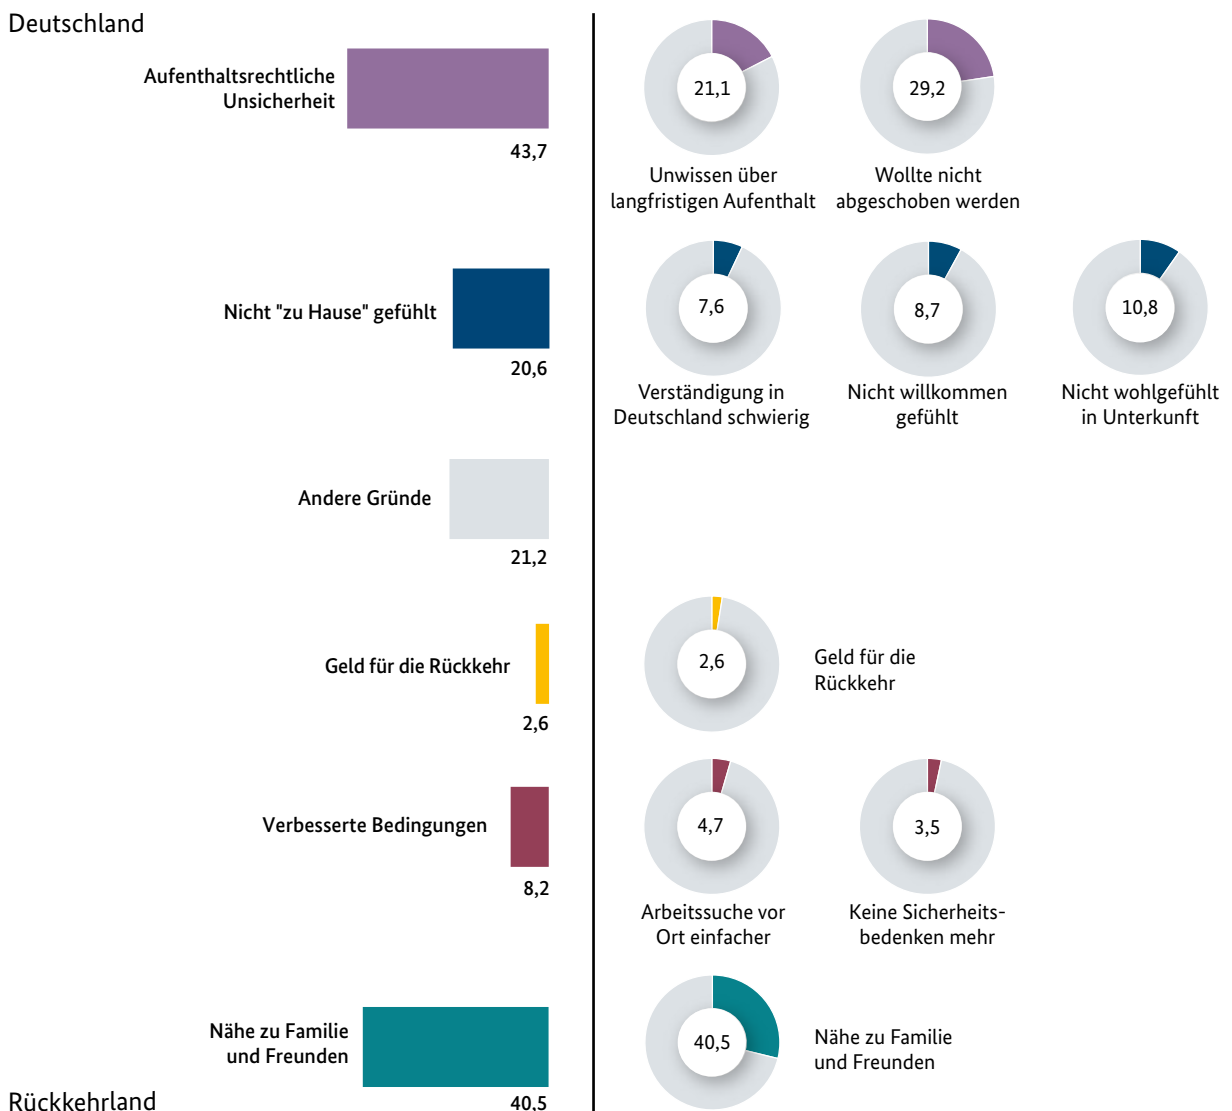 Deutschland
Aufenthaltsrechtliche
Unsicherheit
43,7
21,1
Unwissen über
langfristigen Aufenthalt
29,2
Wollte nicht
abgeschoben werden
Nicht "zu Hause" gefühlt
20,6
7,6
Verständigung in
Deutschland schwierig
8,7
Nicht willkommen
gefühlt
10,8
Nicht wohlgefühlt
in Unterkunft
Andere Gründe
21,2
Geld für die Rückkehr
2,6
2,6
Geld für die
Rückkehr
Verbesserte Bedingungen
8,2
4,7
Arbeitssuche vor
Ort einfacher
3,5
Keine Sicherheits-
bedenken mehr
Nähe zu Familie
und Freunden
40,5
40,5
Nähe zu Familie
und Freunden
Rückkehrland